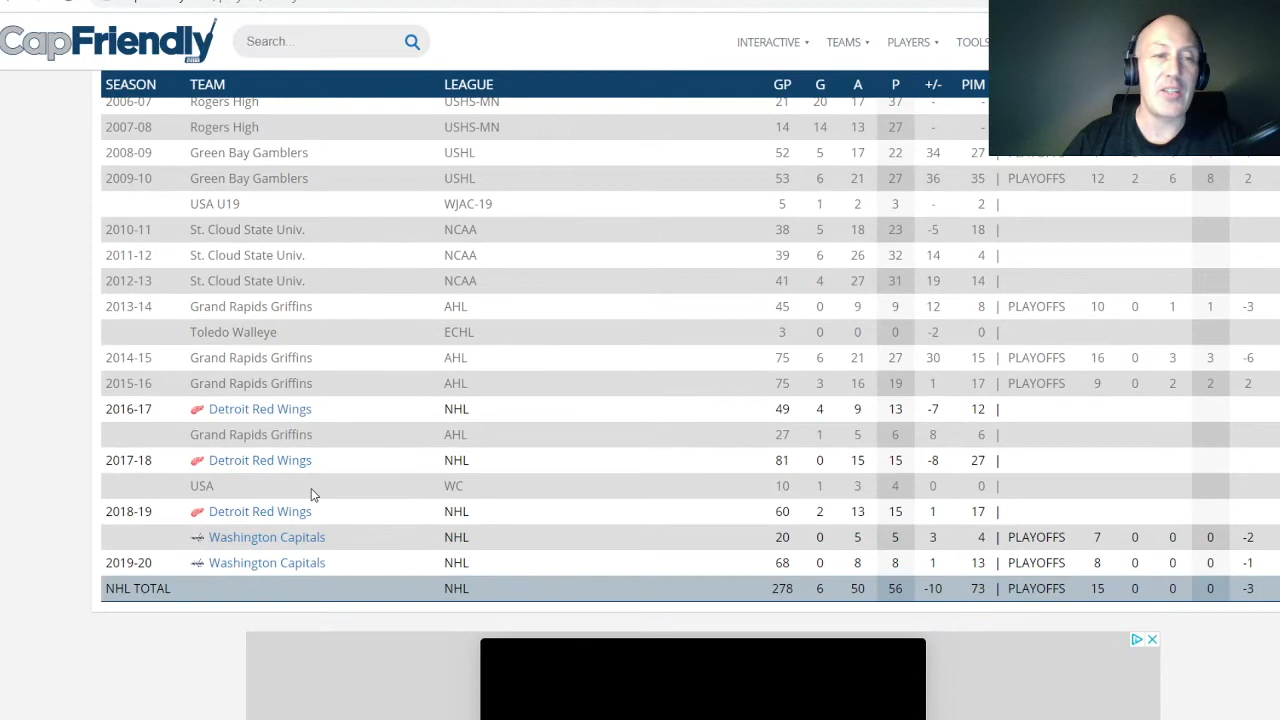 CapFriendly
Search...
INTERACTIVE TEAMS PLAYERS TOOLS
SEASON TEAM LEAGUE GP G A P +/- PIM
2006-07 Rogers High USHS-MN 21 20 17 37 - -
2007-08 Rogers High USHS-MN 14 14 13 27 - -
2008-09 Green Bay Gamblers USHL 52 5 17 22 34 27
2009-10 Green Bay Gamblers USHL 53 6 21 27 36 35 | PLAYOFFS 12 2 6 8 2
USA U19 WJAC-19 5 1 2 3 - 2 |
2010-11 St. Cloud State Univ. NCAA 38 5 18 23 -5 18 |
2011-12 St. Cloud State Univ. NCAA 39 6 26 32 14 4 |
2012-13 St. Cloud State Univ. NCAA 41 4 27 31 19 14 |
2013-14 Grand Rapids Griffins AHL 45 0 9 9 12 8 | PLAYOFFS 10 0 1 1 -3
Toledo Walleye ECHL 3 0 0 0 -2 0 |
2014-15 Grand Rapids Griffins AHL 75 6 21 27 30 15 | PLAYOFFS 16 0 3 3 -6
2015-16 Grand Rapids Griffins AHL 75 3 16 19 1 17 | PLAYOFFS 9 0 2 2 2
2016-17 Detroit Red Wings NHL 49 4 9 13 -7 12 |
Grand Rapids Griffins AHL 27 1 5 6 8 6 |
2017-18 Detroit Red Wings NHL 81 0 15 15 -8 27 |
USA WC 10 1 3 4 0 0 |
2018-19 Detroit Red Wings NHL 60 2 13 15 1 17 |
Washington Capitals NHL 20 0 5 5 3 4 | PLAYOFFS 7 0 0 0 -2
2019-20 Washington Capitals NHL 68 0 8 8 1 13 | PLAYOFFS 8 0 0 0 -1
NHL TOTAL NHL 278 6 50 56 -10 73 | PLAYOFFS 15 0 0 0 -3